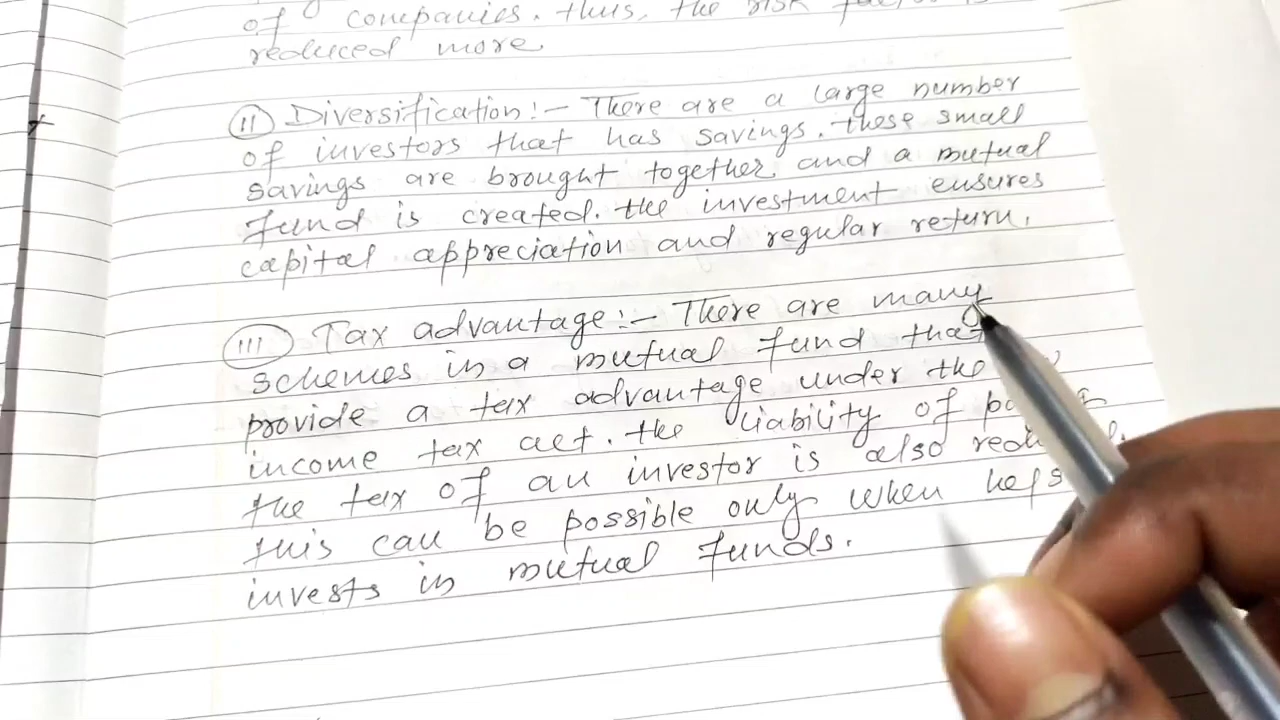 of companies. Thus, the risk factor is
reduced more
(II) Diversification:- There are a large number
of investors that has savings. These small
savings are brought together and a mutual
fund is created. The investment ensures
capital appreciation and regular return.
(III) Tax advantage:- There are many
schemes in a mutual fund that
provide a tax advantage under the
income tax act. The liability of
the tax of an investor is also
this can be possible only when
invests in mutual funds.